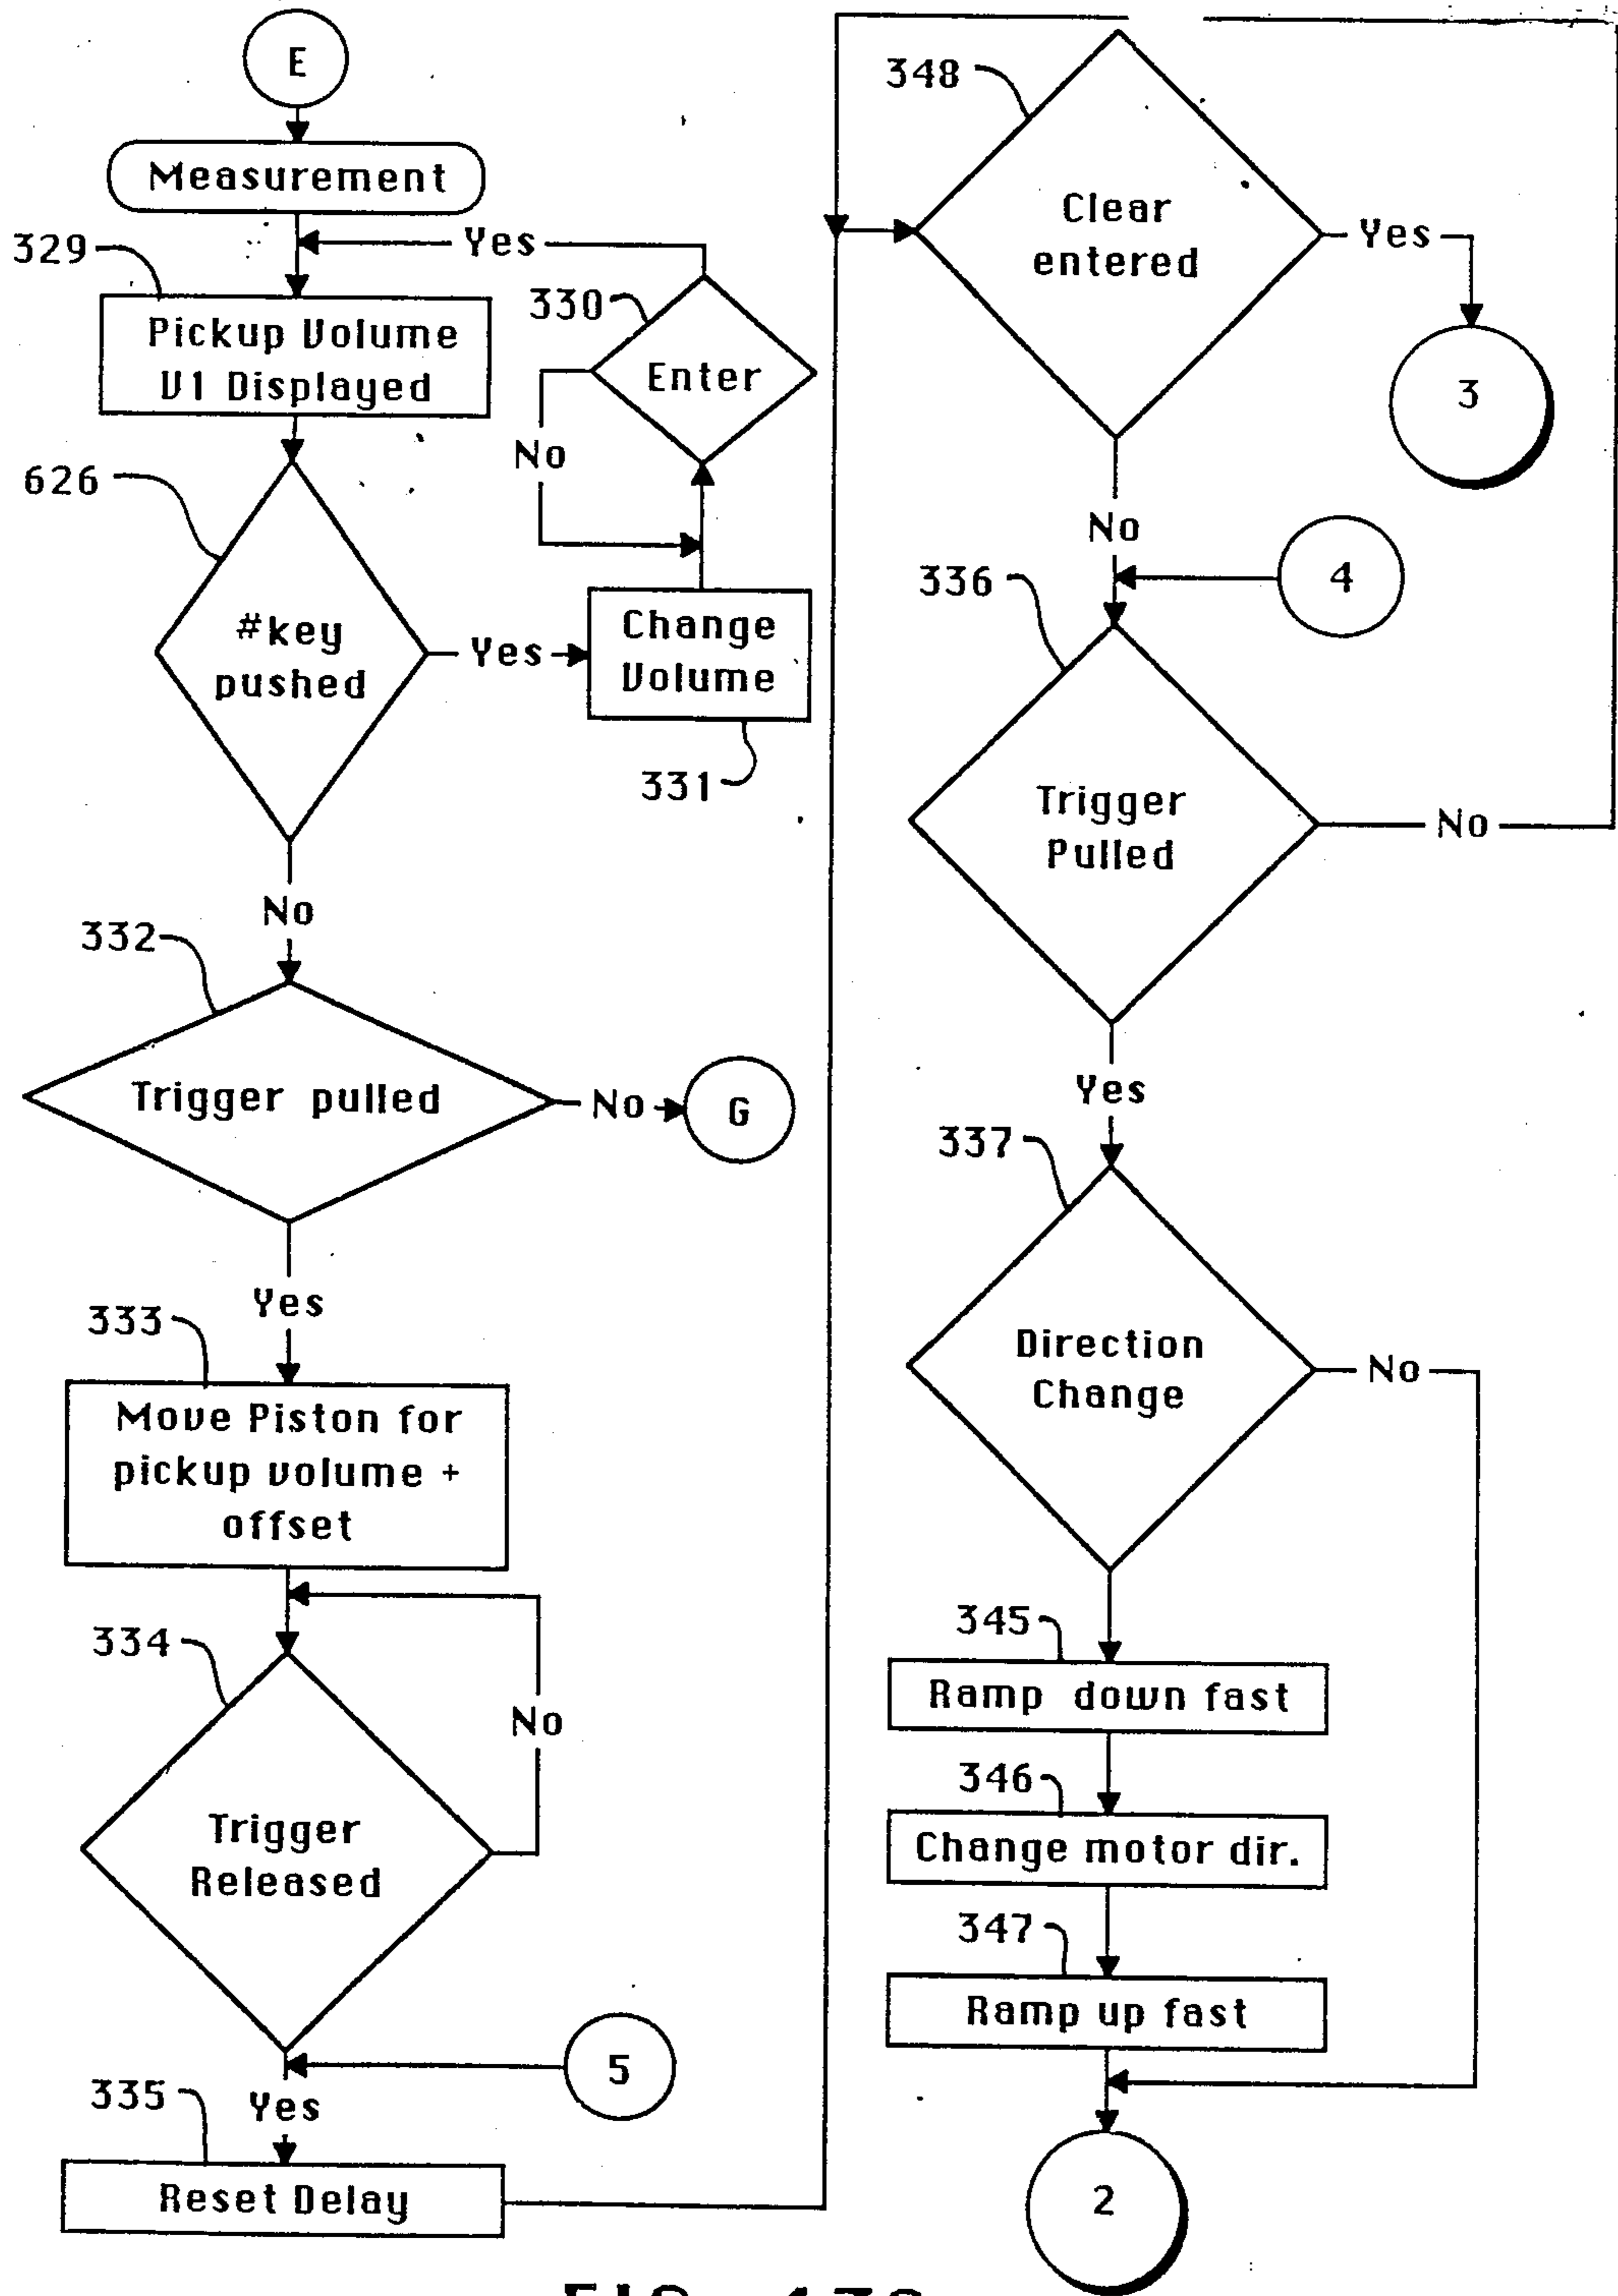 E
Measurement
329
Yes
Pickup Volume
V1 Displayed
330
Enter
No
626
#key
pushed
Yes
Change
Volume
331
No
332
Trigger pulled
No
G
Yes
333
Move Piston for
pickup volume +
offset
334
No
Trigger
Released
5
335
Yes
Reset Delay
348
Clear
entered
Yes
3
No
4
336
Trigger
Pulled
No
Yes
337
Direction
Change
No
345
Ramp down fast
346
Change motor dir.
347
Ramp up fast
2